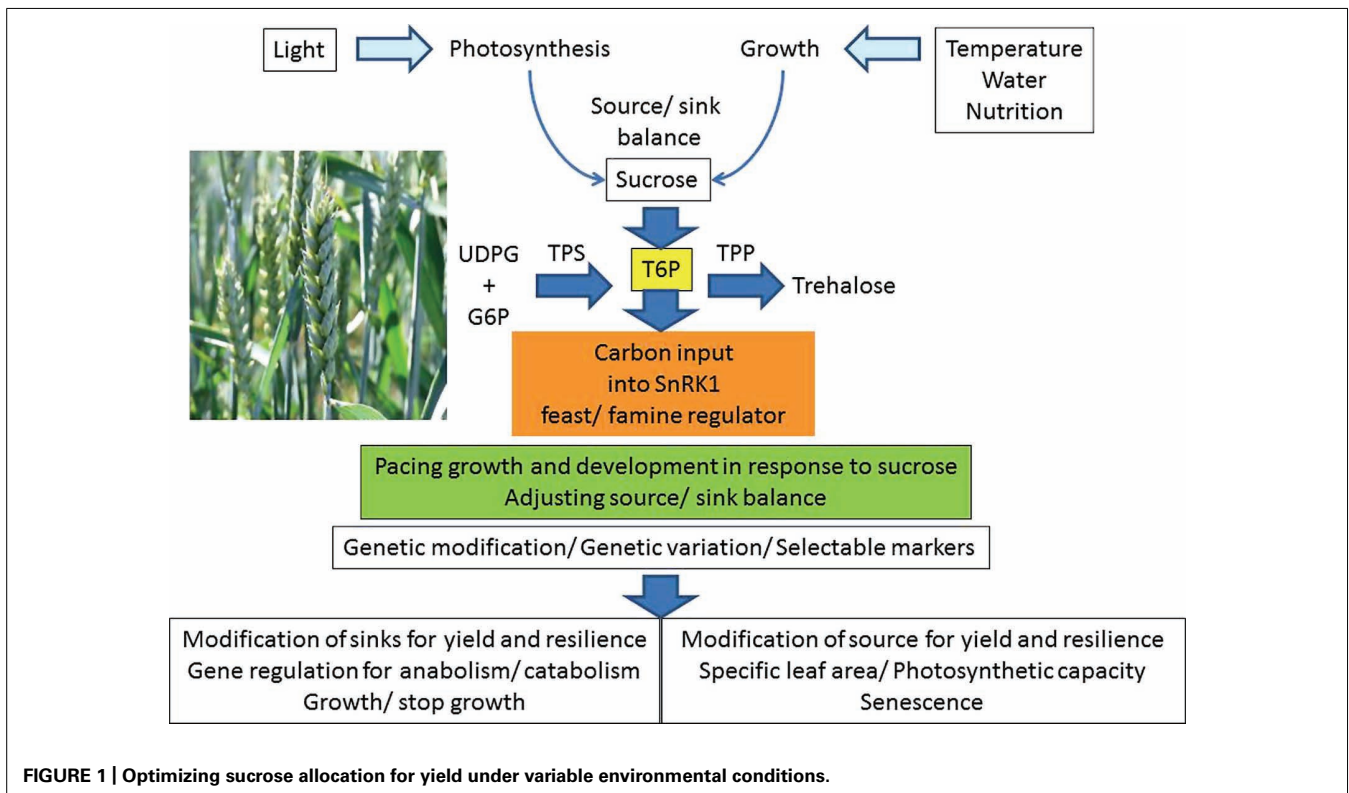 Light
Photosynthesis
Growth
Temperature
Water
Nutrition
Source/ sink
balance
Sucrose
UDPG
+
G6P
TPS
T6P
TPP
Trehalose
Carbon input
into SnRK1
feast/ famine regulator
Pacing growth and development in response to sucrose
Adjusting source/ sink balance
Genetic modification/ Genetic variation/ Selectable markers
Modification of sinks for yield and resilience
Gene regulation for anabolism/ catabolism
Growth/ stop growth
Modification of source for yield and resilience
Specific leaf area/ Photosynthetic capacity
Senescence
FIGURE 1 | Optimizing sucrose allocation for yield under variable environmental conditions.